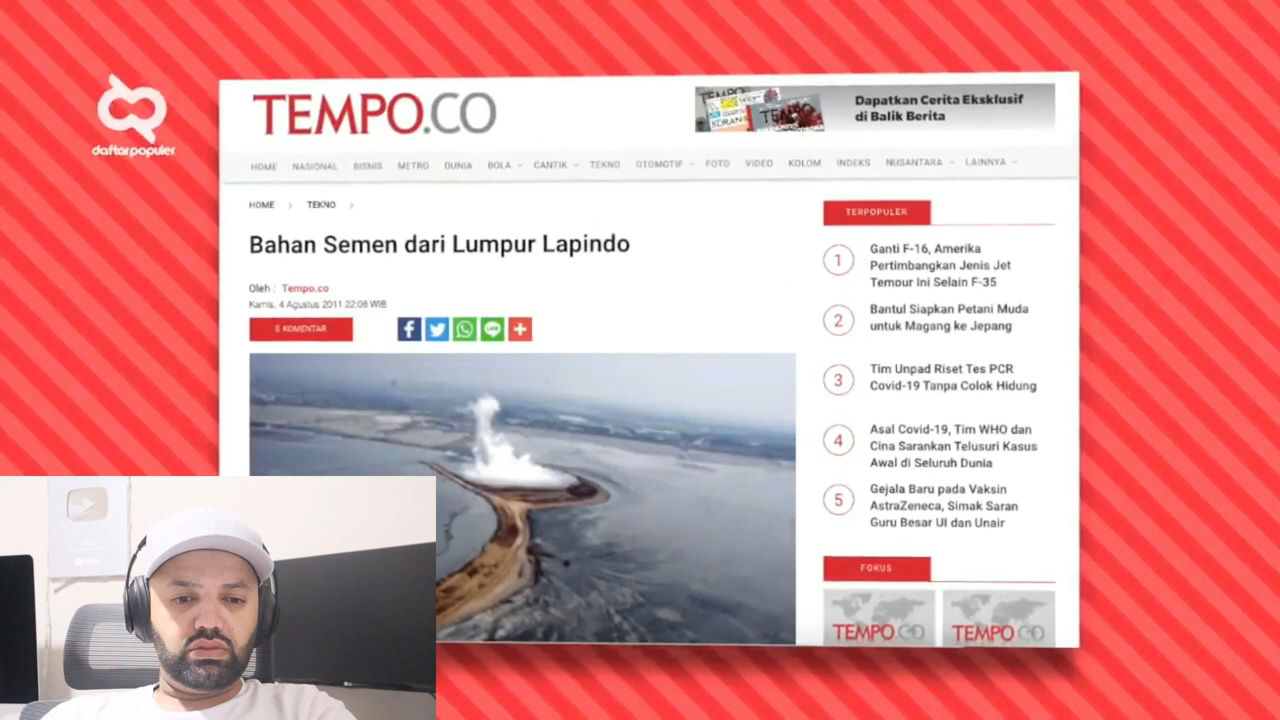 daftarpopuler
TEMPO.CO
Dapatkan Cerita Eksklusif
di Balik Berita
HOME NASIONAL BISNIS METRO DUNIA BOLA CANTIK TEKNO OTOMOTIF FOTO VIDEO KOLOM INDEKS NUSANTARA LAINNYA
HOME > TEKNO >
Bahan Semen dari Lumpur Lapindo
Oleh : Tempo.co
Kamis, 4 Agustus 2011 22:08 WIB
0 KOMENTAR
TERPOPULER
1
Ganti F-16, Amerika
Pertimbangkan Jenis Jet
Tempur Ini Selain F-35
2
Bantul Siapkan Petani Muda
untuk Magang ke Jepang
3
Tim Unpad Riset Tes PCR
Covid-19 Tanpa Colok Hidung
4
Asal Covid-19, Tim WHO dan
Cina Sarankan Telusuri Kasus
Awal di Seluruh Dunia
5
Gejala Baru pada Vaksin
AstraZeneca, Simak Saran
Guru Besar UI dan Unair
FOKUS
TEMPO.CO TEMPO.CO